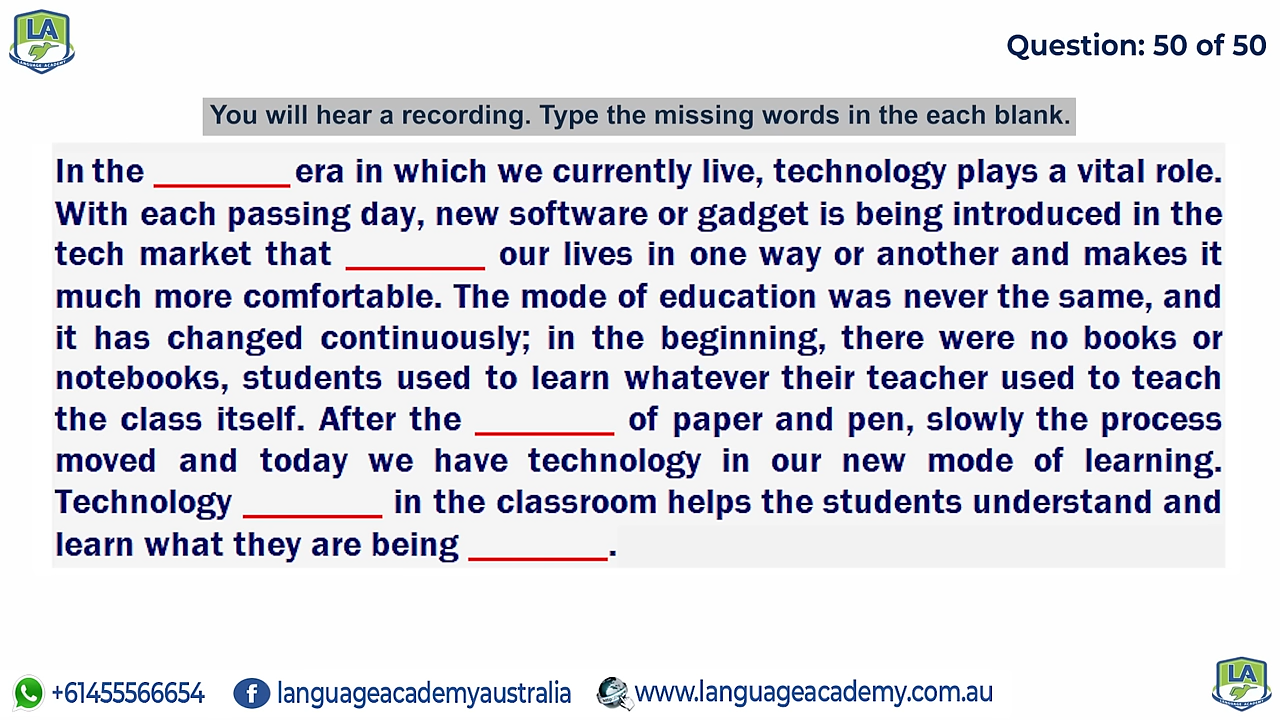 LA
LANGUAGE ACADEMY
Question: 50 of 50
You will hear a recording. Type the missing words in the each blank.
In the ________ era in which we currently live, technology plays a vital role.
With each passing day, new software or gadget is being introduced in the
tech market that ________ our lives in one way or another and makes it
much more comfortable. The mode of education was never the same, and
it has changed continuously; in the beginning, there were no books or
notebooks, students used to learn whatever their teacher used to teach
the class itself. After the ________ of paper and pen, slowly the process
moved and today we have technology in our new mode of learning.
Technology ________ in the classroom helps the students understand and
learn what they are being ________.
+61455566654 languageacademyaustralia www.languageacademy.com.au
LA
LANGUAGE ACADEMY